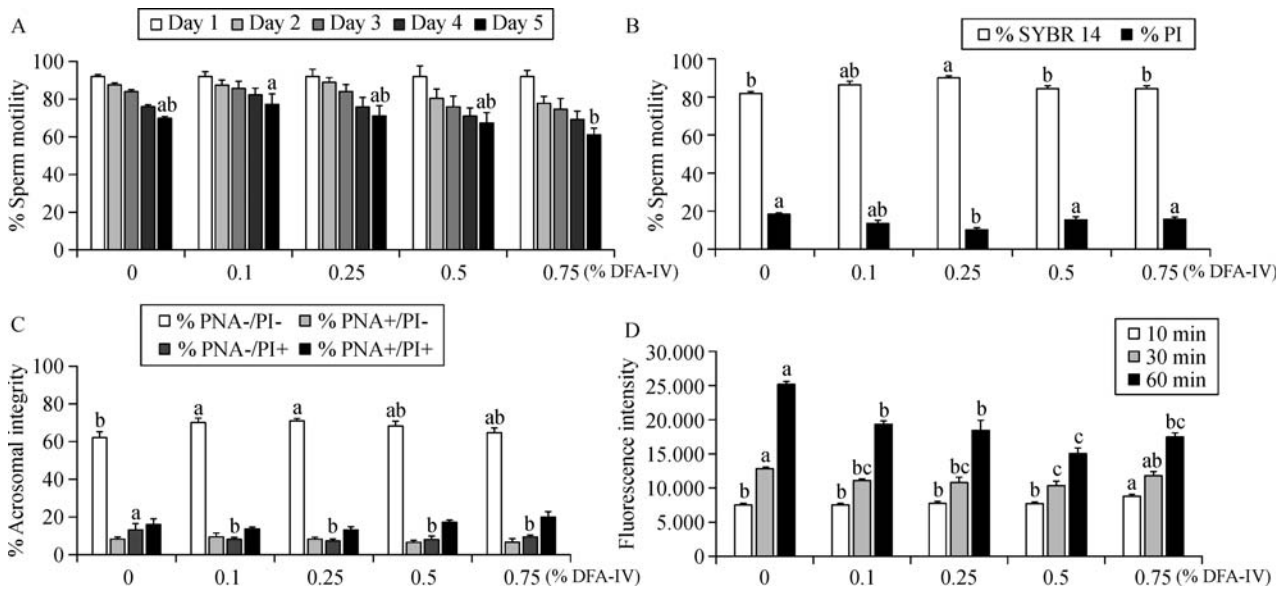 A
Day 1 Day 2 Day 3 Day 4 Day 5
% Sperm motility
100
80
60
40
20
0
ab a ab ab b
0 0.1 0.25 0.5 0.75 (% DFA-IV)
B
% SYBR 14 % PI
% Sperm motility
100
80
60
40
20
0
b ab a b b
a ab b a a
0 0.1 0.25 0.5 0.75 (% DFA-IV)
C
% PNA-/PI- % PNA+/PI-
% PNA-/PI+ % PNA+/PI+
% Acrosomal integrity
100
80
60
40
20
0
b a a ab ab
a b b b b
0 0.1 0.25 0.5 0.75 (% DFA-IV)
D
10 min
30 min
60 min
Fluorescence intensity
30.000
25.000
20.000
15.000
10.000
5.000
0
b a a
b bc b
b bc b
b c c
a ab bc
0 0.1 0.25 0.5 0.75 (% DFA-IV)